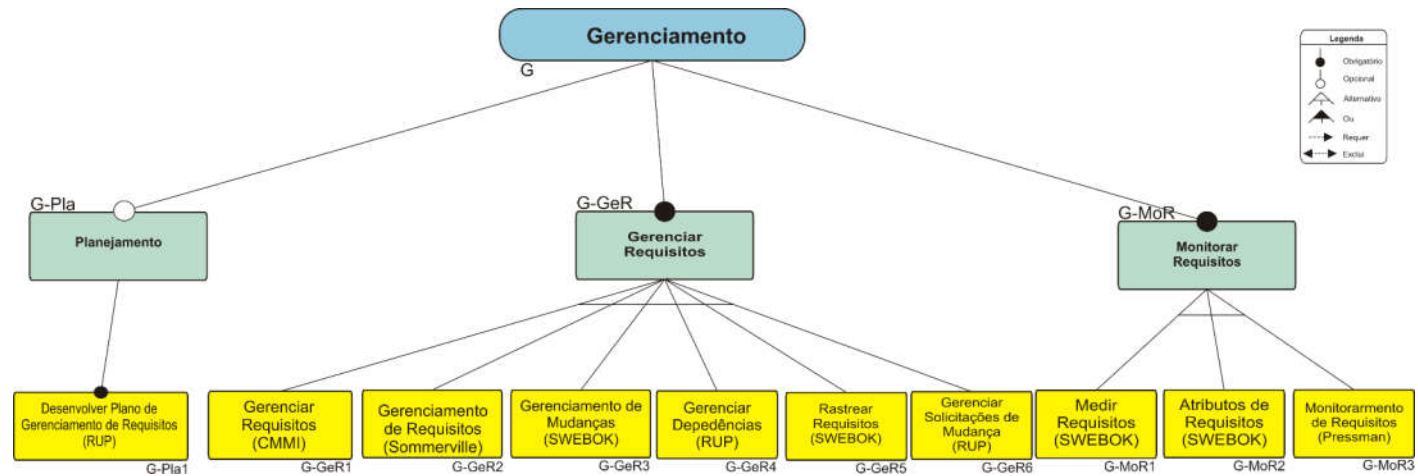 Gerenciamento
G
Legenda
Obrigatório
Opcional
Alternativo
Ou
Requer
Exclui
G-Pla
Planejamento
G-GeR
Gerenciar
Requisitos
G-MoR
Monitorar
Requisitos
Desenvolver Plano de
Gerenciamento de Requisitos
(RUP)
G-Pla1
Gerenciar
Requisitos
(CMMI)
G-GeR1
Gerenciamento
de Requisitos
(Sommerville)
G-GeR2
Gerenciamento de
Mudanças
(SWEBOK)
G-GeR3
Gerenciar
Depedências
(RUP)
G-GeR4
Rastrear
Requisitos
(SWEBOK)
G-GeR5
Gerenciar
Solicitações de
Mudança
(RUP)
G-GeR6
Medir
Requisitos
(SWEBOK)
G-MoR1
Atributos de
Requisitos
(SWEBOK)
G-MoR2
Monitorarmento
de Requisitos
(Pressman)
G-MoR3